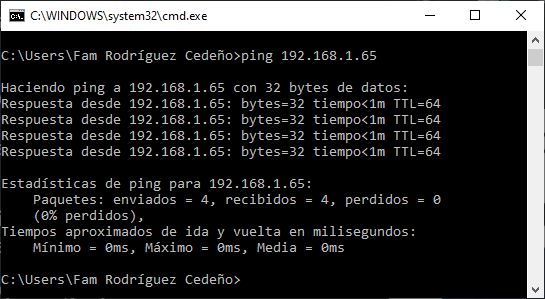 C:\WINDOWS\system32\cmd.exe
C:\Users\Fam Rodríguez Cedeño>ping 192.168.1.65
Haciendo ping a 192.168.1.65 con 32 bytes de datos:
Respuesta desde 192.168.1.65: bytes=32 tiempo<1m TTL=64
Respuesta desde 192.168.1.65: bytes=32 tiempo<1m TTL=64
Respuesta desde 192.168.1.65: bytes=32 tiempo<1m TTL=64
Respuesta desde 192.168.1.65: bytes=32 tiempo<1m TTL=64
Estadísticas de ping para 192.168.1.65:
    Paquetes: enviados = 4, recibidos = 4, perdidos = 0
    (0% perdidos),
Tiempos aproximados de ida y vuelta en milisegundos:
    Mínimo = 0ms, Máximo = 0ms, Media = 0ms
C:\Users\Fam Rodríguez Cedeño>